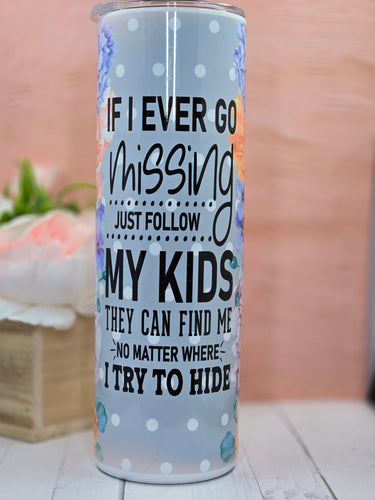 IF I EVER GO
missing
JUST FOLLOW
MY KIDS
THEY CAN FIND ME
NO MATTER WHERE
I TRY TO HIDE